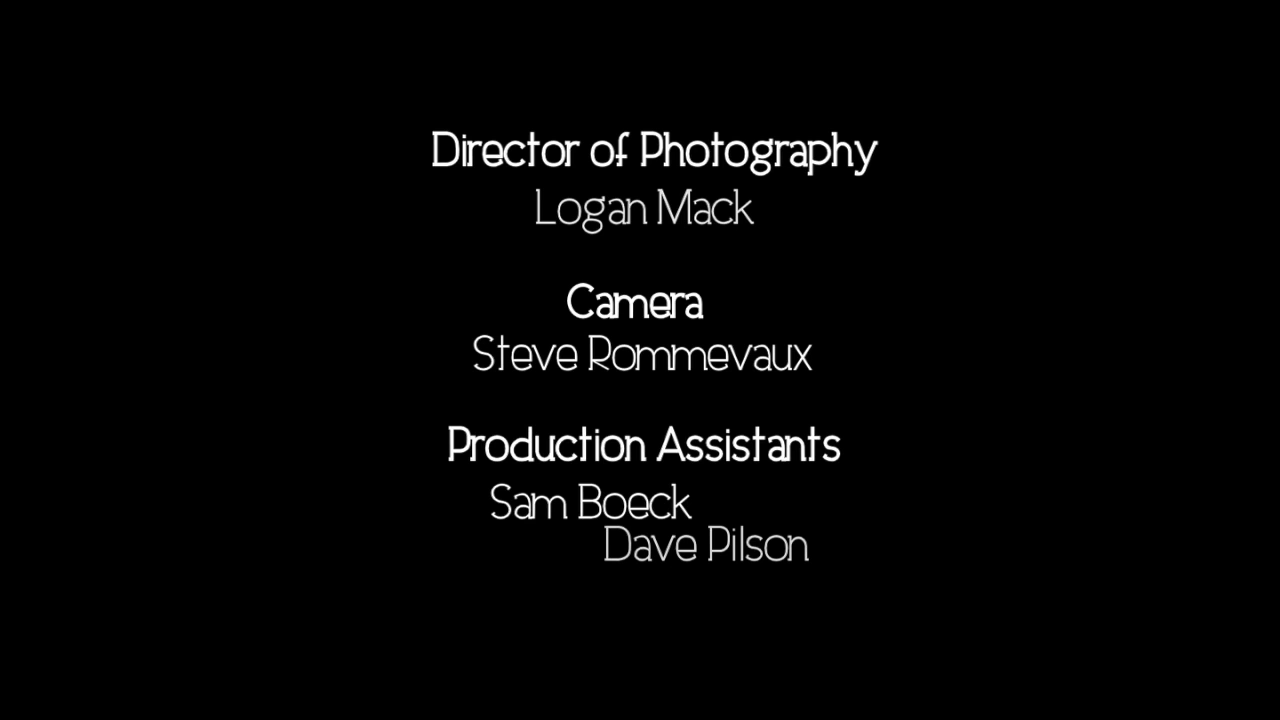 Director of Photography
Logan Mack
Camera
Steve Rommevaux
Production Assistants
Sam Boeck
Dave Pilson